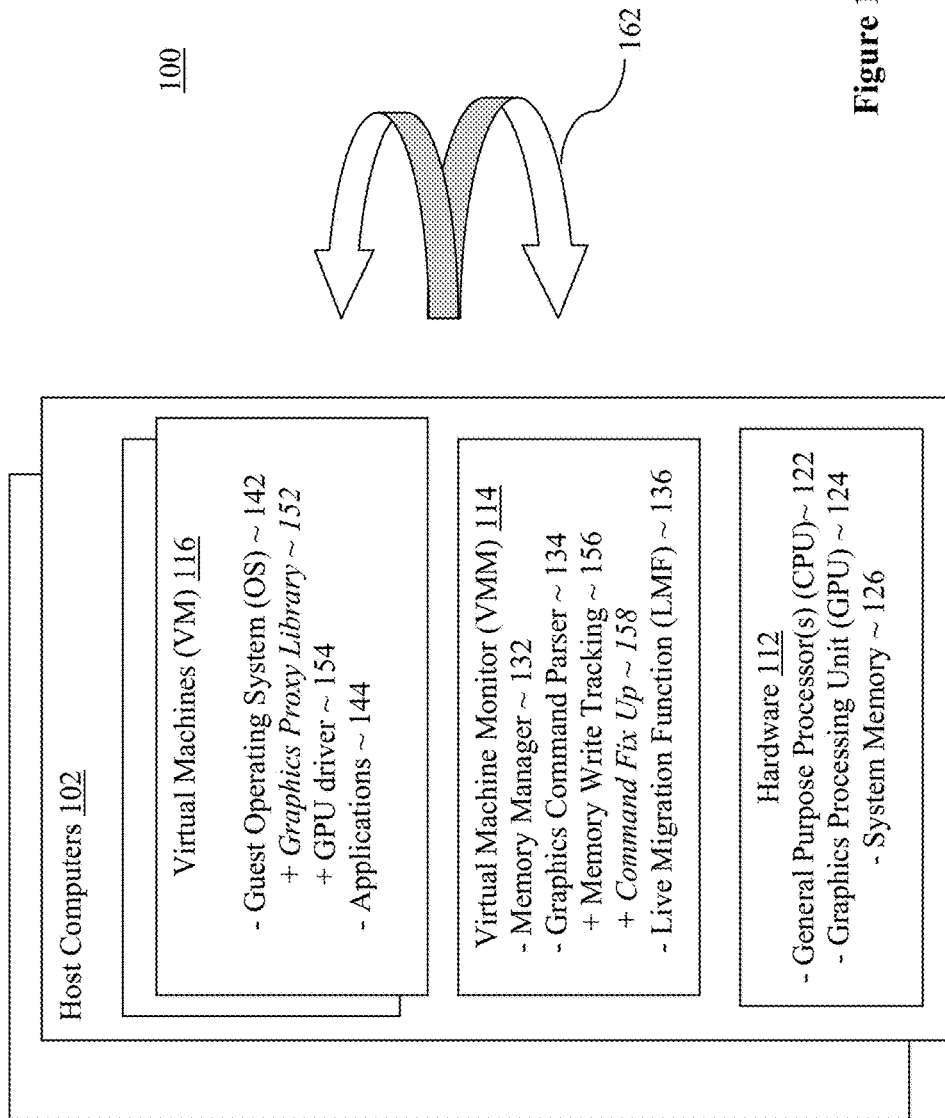 100
Host Computers 102
Virtual Machines (VM) 116
- Guest Operating System (OS) ~ 142
+ Graphics Proxy Library ~ 152
+ GPU driver ~ 154
- Applications ~ 144
Virtual Machine Monitor (VMM) 114
- Memory Manager ~ 132
- Graphics Command Parser ~ 134
+ Memory Write Tracking ~ 156
+ Command Fix Up ~ 158
- Live Migration Function (LMF) ~ 136
Hardware 112
- General Purpose Processor(s) (CPU)~ 122
- Graphics Processing Unit (GPU) ~ 124
- System Memory ~ 126
162
Figure